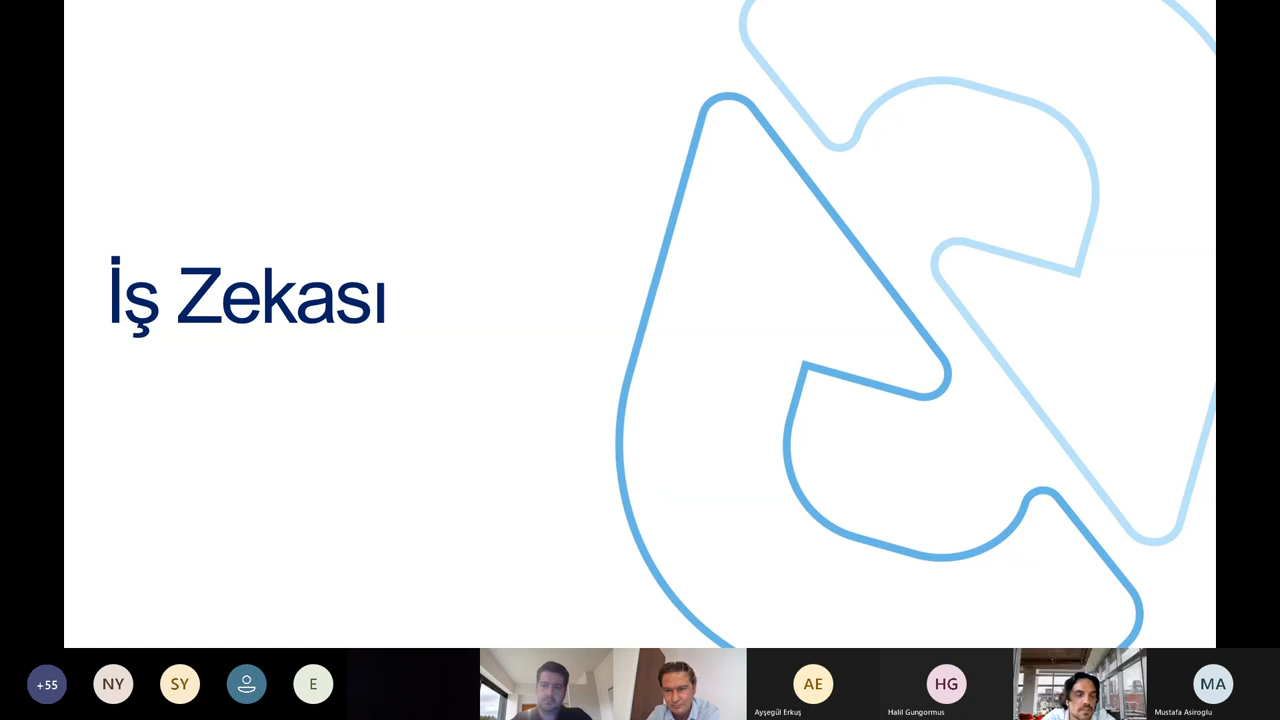 İş Zekası
+55
NY
SY
E
AE
Ayşegül Erkuş
HG
Halil Gungormus
MA
Mustafa Asiroglu